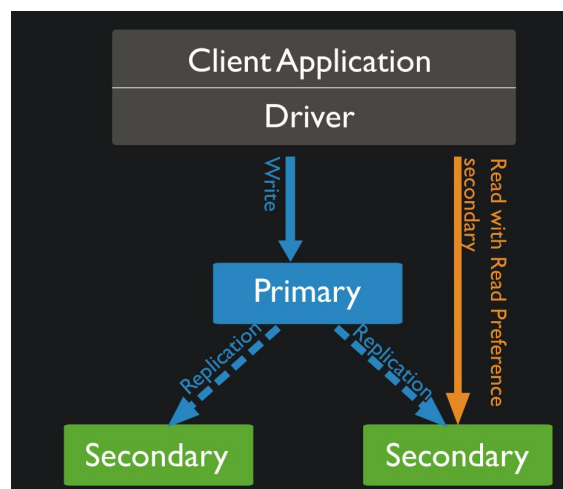 Client Application
Driver
Write
Read with Read Preference
secondary
Primary
Replication
Replication
Secondary
Secondary